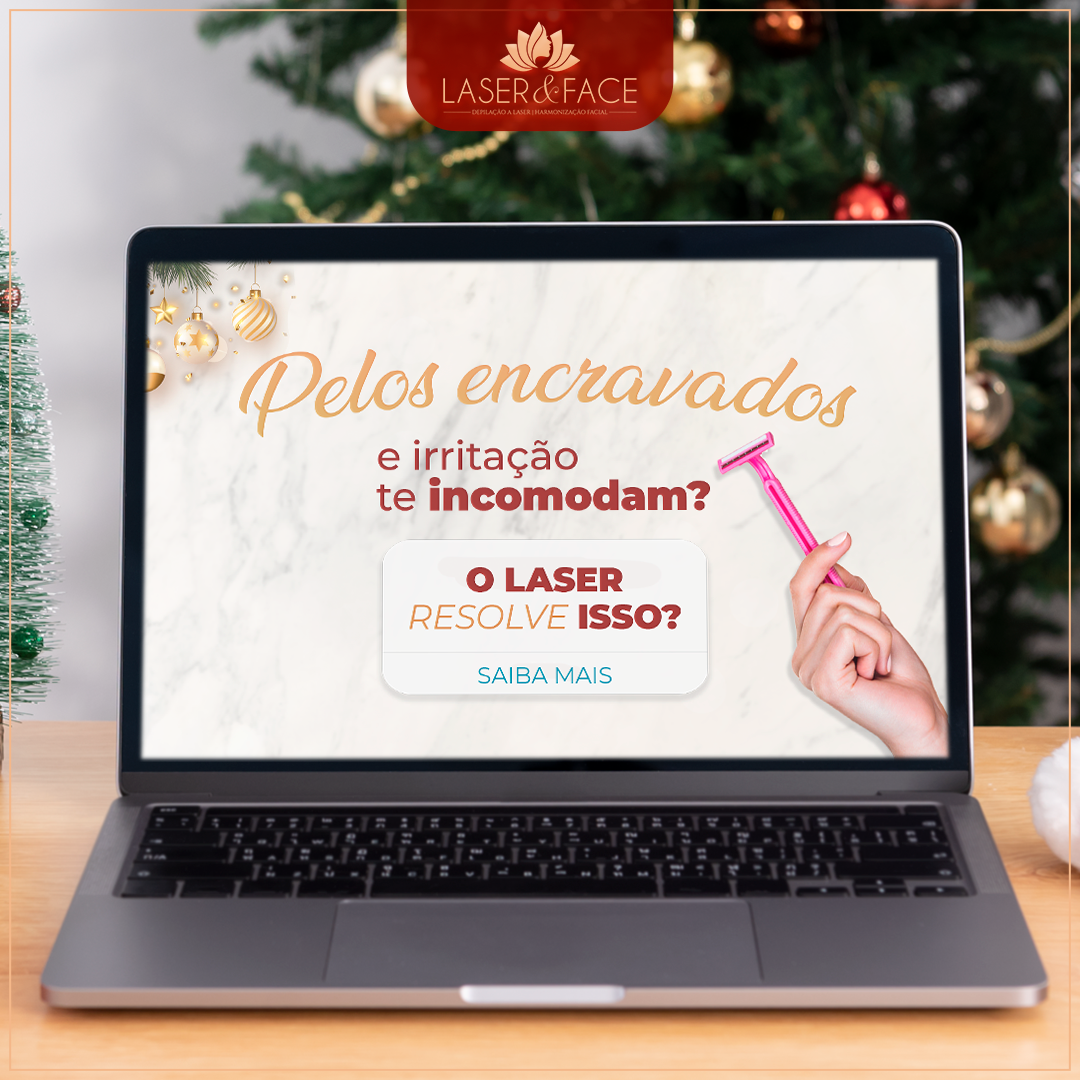 LASER&FACE
DEPILAÇÃO A LASER | HARMONIZAÇÃO FACIAL
Pelos encravados
e irritação
te incomodam?
O LASER
RESOLVE ISSO?
SAIBA MAIS